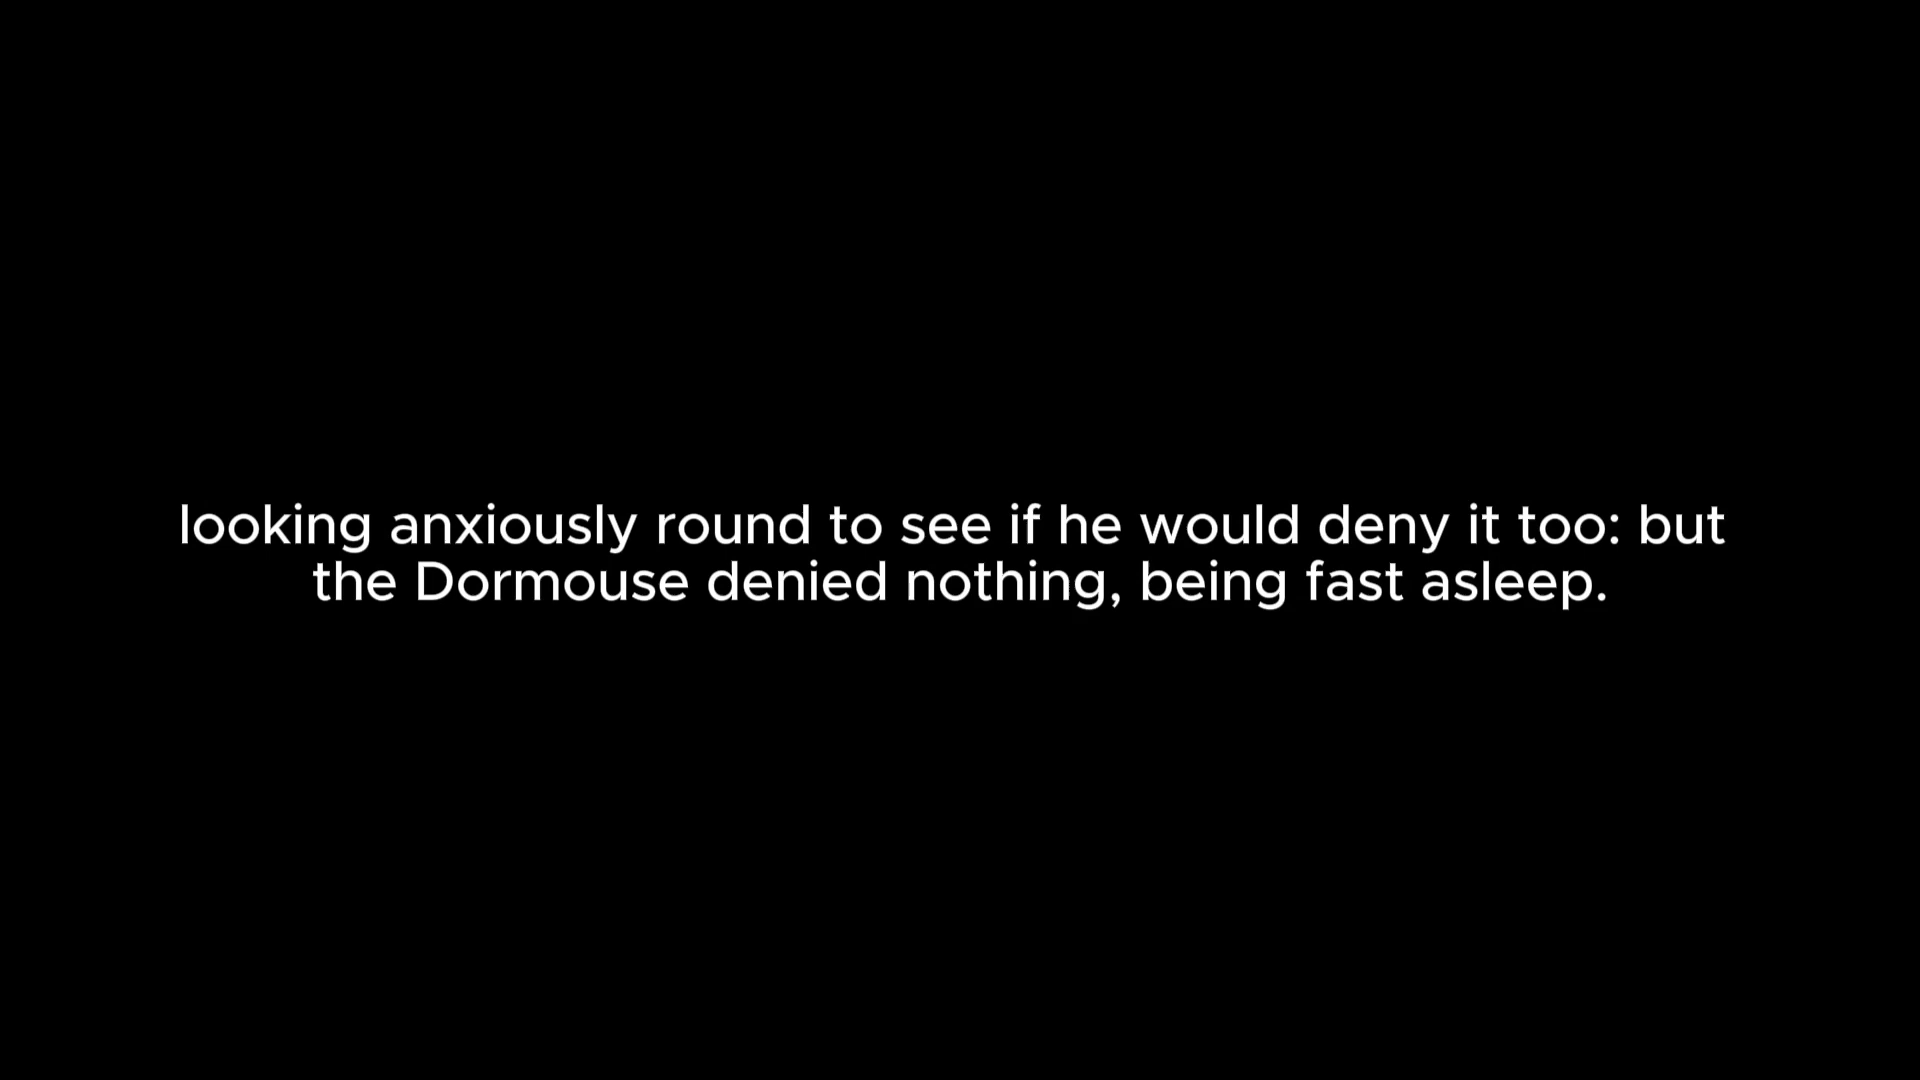 looking anxiously round to see if he would deny it too: but
the Dormouse denied nothing, being fast asleep.